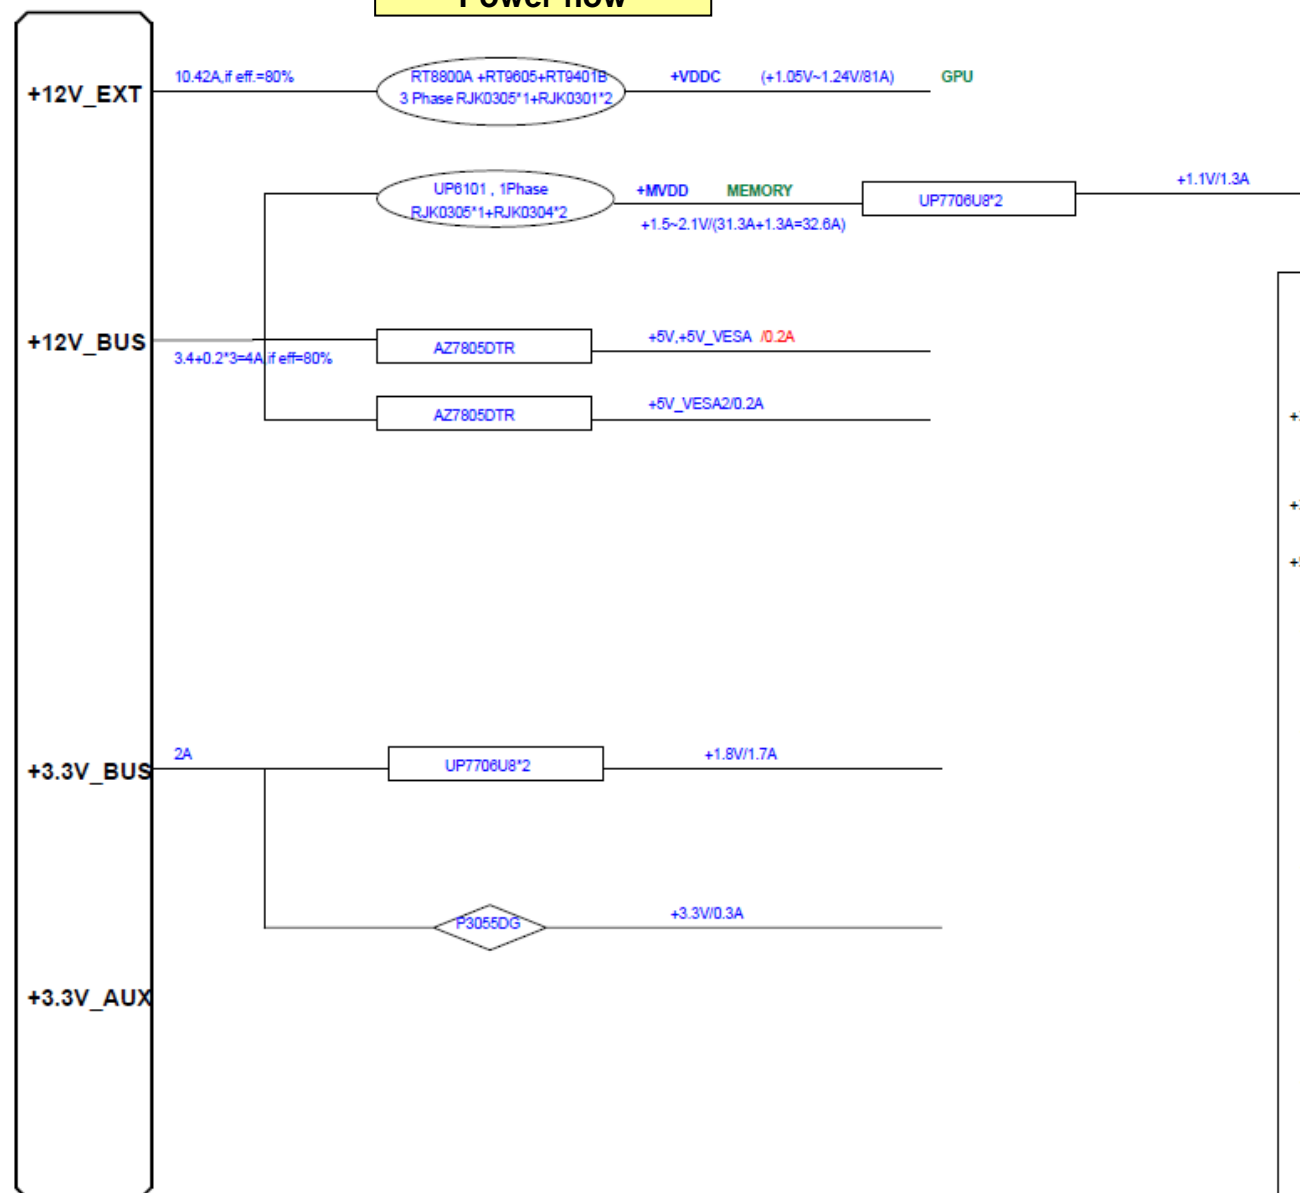 Power flow
+12V_EXT
10.42A,if eff.=80%
RT8800A +RT9605+RT9401B
3 Phase RJK0305*1+RJK0301*2
+VDDC (+1.05V~1.24V/81A) GPU
UP6101 , 1Phase
RJK0305*1+RJK0304*2
+MVDD MEMORY
+1.5~2.1V/(31.3A+1.3A=32.6A)
UP7706U8*2
+1.1V/1.3A
+12V_BUS
3.4+0.2*3=4A,if eff=80%
AZ7805DTR
+5V,+5V_VESA /0.2A
AZ7805DTR
+5V_VESA2/0.2A
+3.3V_BUS
2A
UP7706U8*2
+1.8V/1.7A
P3055DG
+3.3V/0.3A
+3.3V_AUX